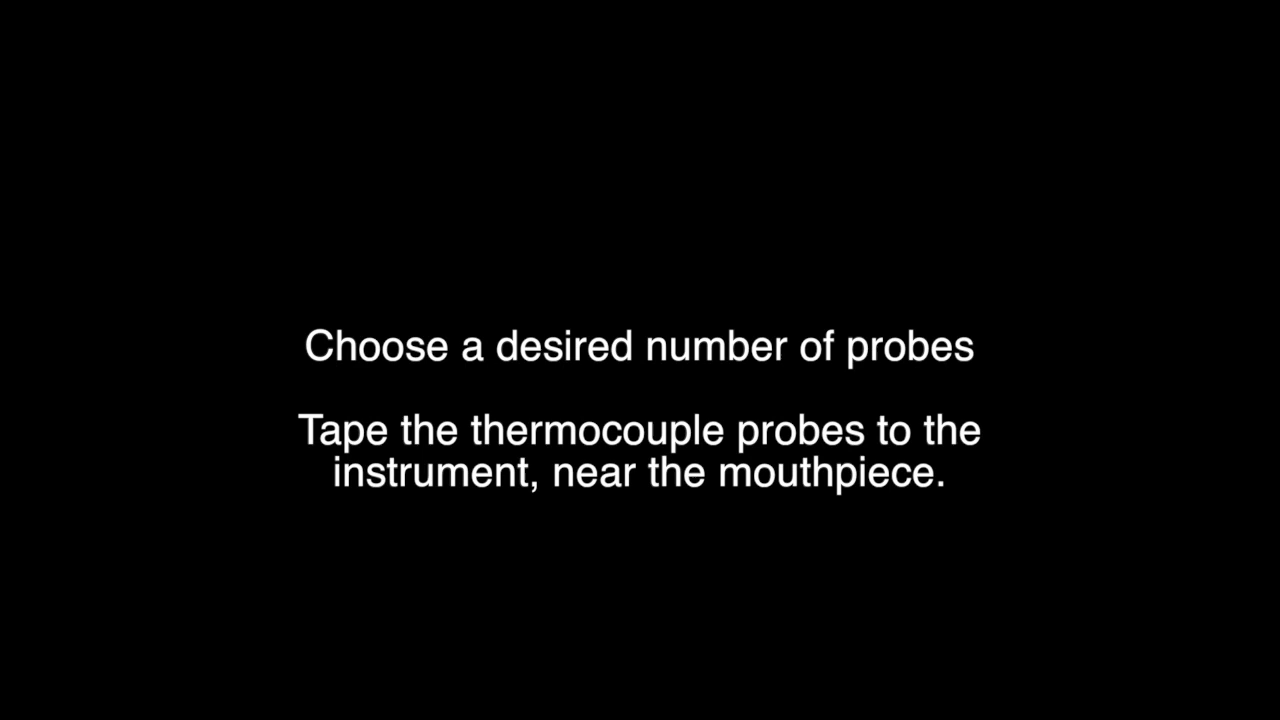 Choose a desired number of probes
Tape the thermocouple probes to the
instrument, near the mouthpiece.